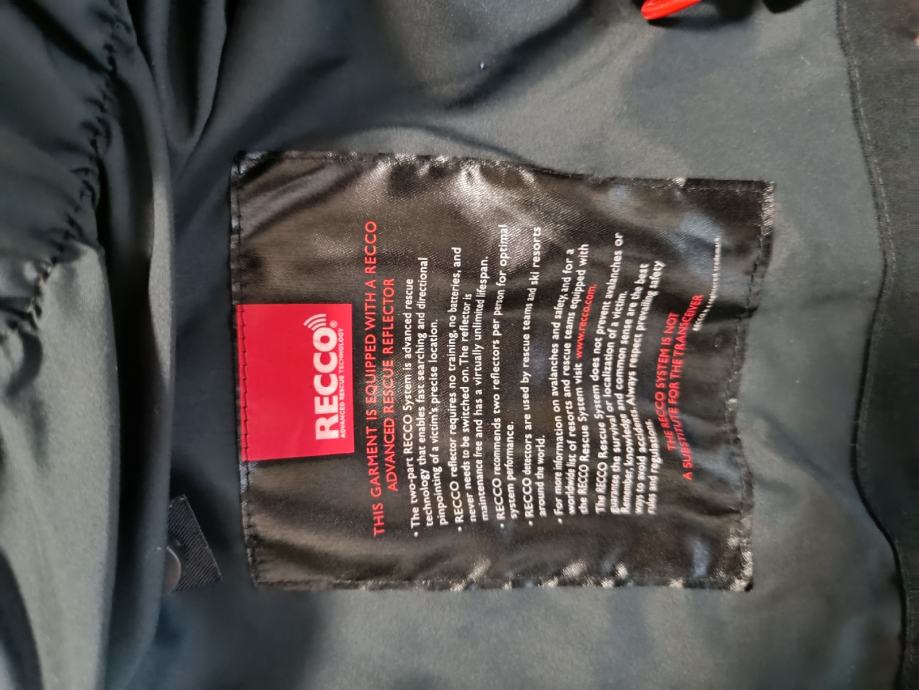 RECCO®
ADVANCED RESCUE TECHNOLOGY
THIS GARMENT IS EQUIPPED WITH A RECCO
ADVANCED RESCUE REFLECTOR
• The two-part RECCO System is advanced rescue
technology that enables fast searching and directional
pinpointing of a victim's precise location.
• RECCO reflector requires no training, no batteries, and
never needs to be switched on. The reflector is
maintenance free and has a virtually unlimited lifespan.
• RECCO recommends two reflectors per person for optimal
system performance.
• RECCO detectors are used by rescue teams and ski resorts
around the world.
• For more information on avalanches and safety, and for a
worldwide list of resorts and rescue teams equipped with
the RECCO Rescue System visit www.recco.com.
The RECCO Rescue System does not prevent avalanches or
guarantee the survival or localization of a victim.
Remember, knowledge and common sense are the best
ways to avoid accidents. Always respect prevailing safety
rules and regulations.
THE RECCO SYSTEM IS NOT
A SUBSTITUTE FOR THE TRANSCEIVER